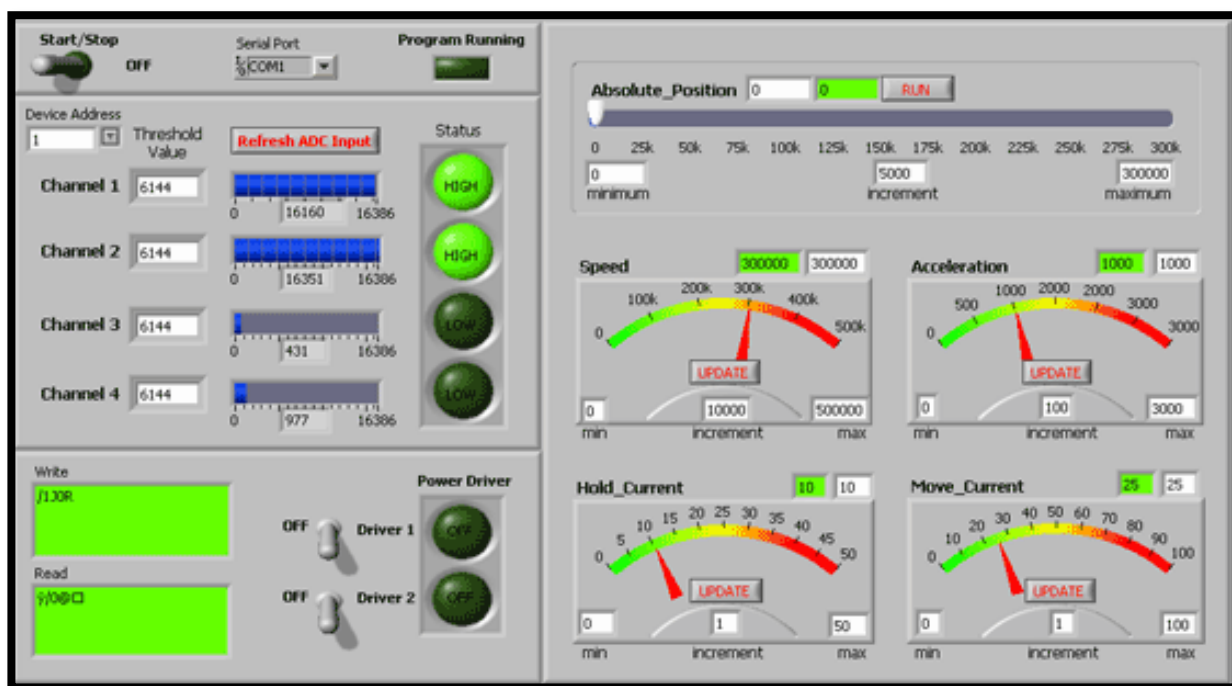 Start/Stop
OFF
Serial Port
COM1
Program Running
Device Address
1
Threshold
Value
Refresh ADC Input
Status
Channel 1
6144
0
16160
16386
HIGH
Channel 2
6144
0
16351
16386
HIGH
Channel 3
6144
0
431
16386
LOW
Channel 4
6144
0
977
16386
LOW
Write
/1J0R
Read
OFF
Driver 1
Power Driver
OFF
OFF
Driver 2
OFF
Absolute_Position
0
0
RUN
0 25k 50k 75k 100k 125k 150k 175k 200k 225k 250k 275k 300k
0
minimum
5000
increment
300000
maximum
Speed
300000
300000
0 100k 200k 300k 400k 500k
UPDATE
0
min
10000
increment
500000
max
Acceleration
1000
1000
0 500 1000 2000 2000 3000 3000
UPDATE
0
min
100
increment
3000
max
Hold_Current
10
10
0 5 10 15 20 25 30 35 40 45 50
UPDATE
0
min
1
increment
50
max
Move_Current
25
25
0 10 20 30 40 50 60 70 80 90 100
UPDATE
0
min
1
increment
100
max